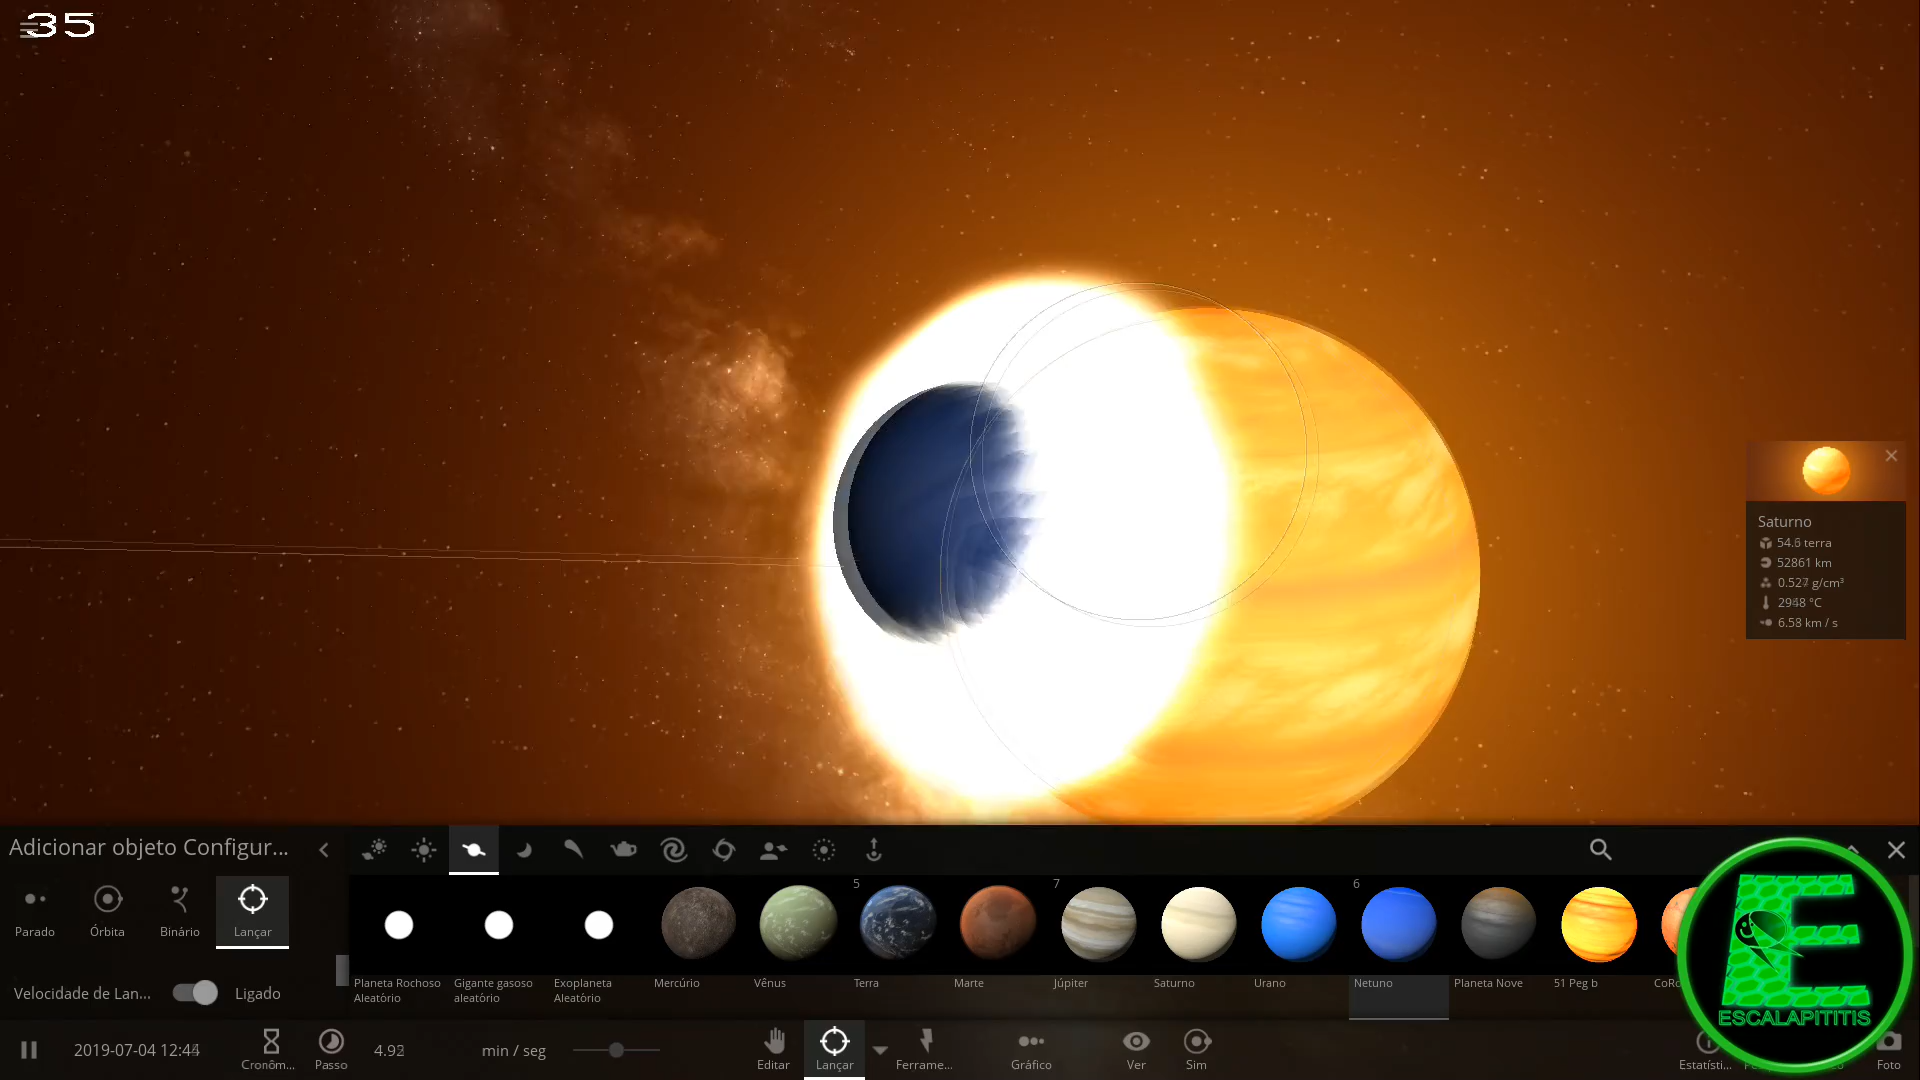 35
Saturno
54.6 terra
52861 km
0.527 g/cm³
2948 °C
6.58 km / s
Adicionar objeto Configur...
Parado
Órbita
Binário
Lançar
Velocidade de Lan...
Ligado
5
7
6
Planeta Rochoso Aleatório
Gigante gasoso aleatório
Exoplaneta Aleatório
Mercúrio
Vênus
Terra
Marte
Júpiter
Saturno
Urano
Netuno
Planeta Nove
51 Peg b
CoRo
ESCALAPITITIS
2019-07-04 12:44
Cronôm...
Passo
4.92
min / seg
Editar
Lançar
Ferrame...
Gráfico
Ver
Sim
Estatísti...
Foto